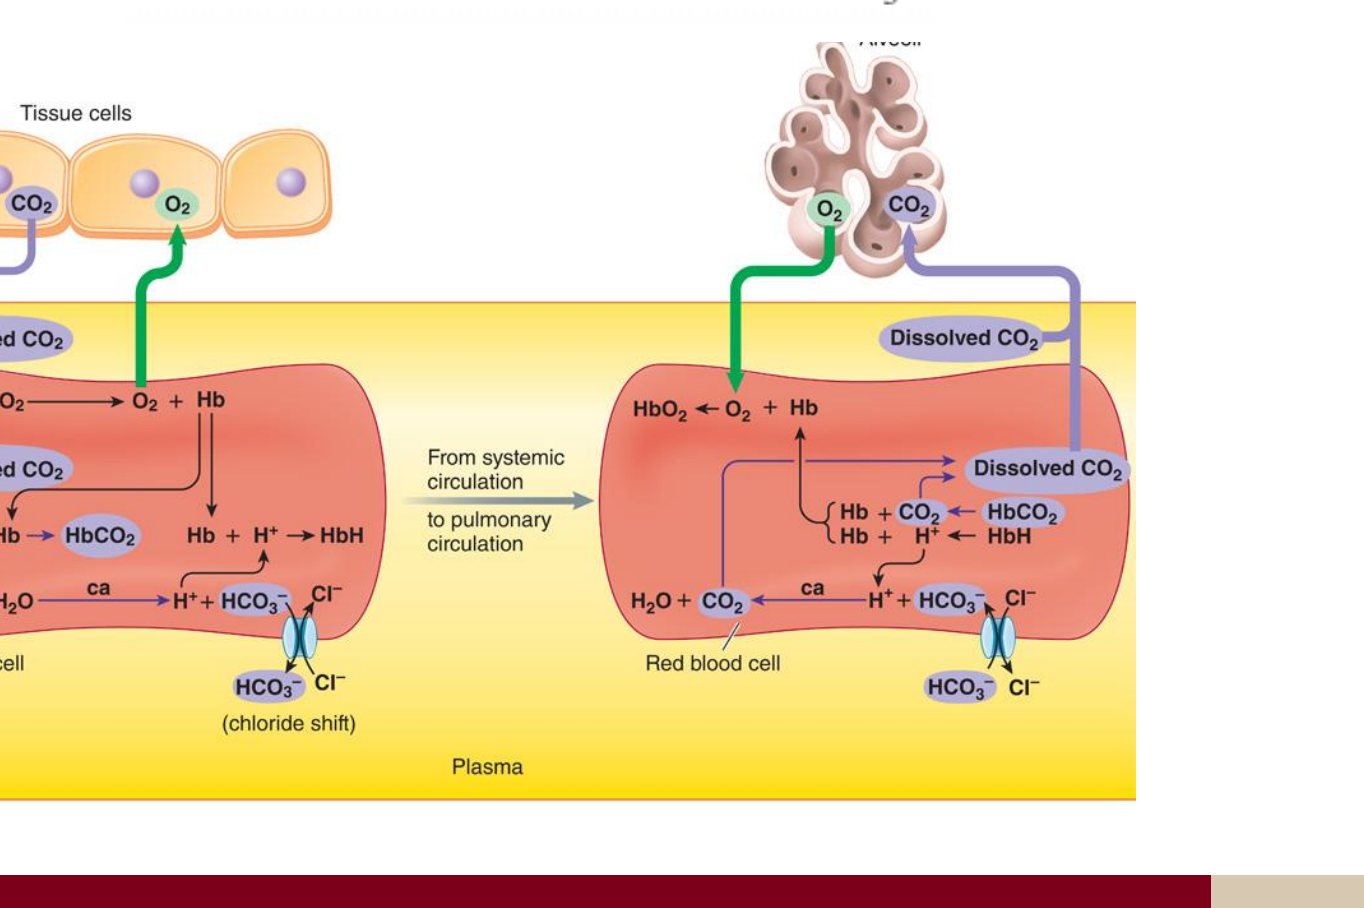 Tissue cells
CO₂
O₂
O₂
CO₂
Dissolved CO₂
CO₂
O₂ → O₂ + Hb
HbO₂ ← O₂ + Hb
From systemic
circulation
to pulmonary
circulation
CO₂
Dissolved CO₂
Hb → HbCO₂
Hb + H⁺ → HbH
Hb + CO₂ ← HbCO₂
Hb + H⁺ ← HbH
H₂O
ca
H⁺ + HCO₃⁻
Cl⁻
H₂O + CO₂
ca
H⁺ + HCO₃⁻
Cl⁻
Red blood cell
cell
HCO₃⁻
Cl⁻
HCO₃⁻
Cl⁻
(chloride shift)
Plasma